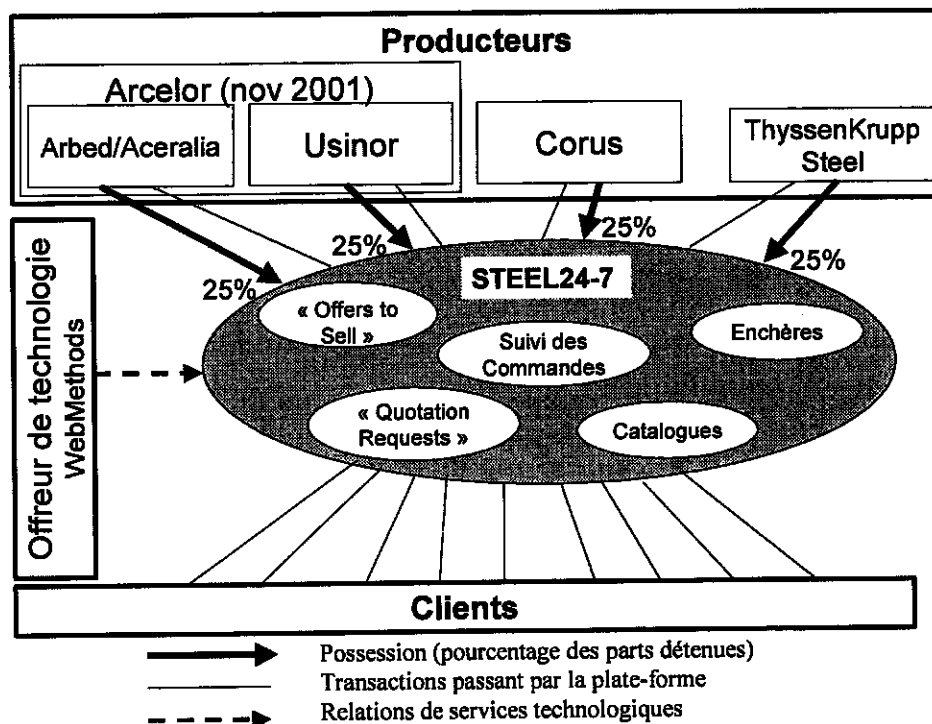 Producteurs
Arcelor (nov 2001)
Arbed/Aceralia
Usinor
Corus
ThyssenKrupp
Steel
25%
25%
25%
25%
STEEL24-7
« Offers to
Sell »
Suivi des
Commandes
Enchères
« Quotation
Requests »
Catalogues
Offreur de technologie
WebMethods
Clients
Possession (pourcentage des parts détenues)
Transactions passant par la plate-forme
Relations de services technologiques